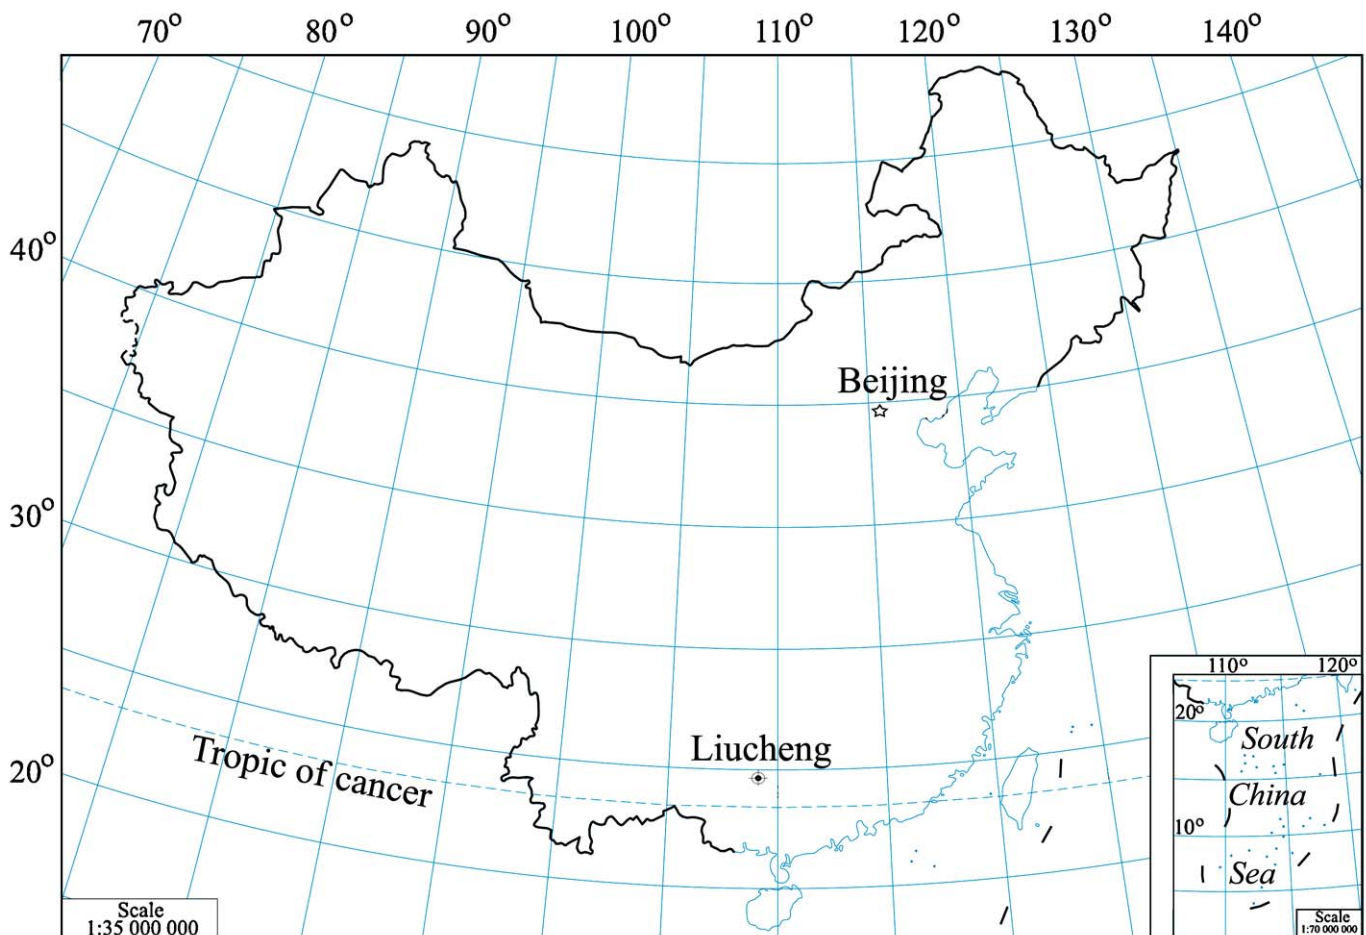 70° 80° 90° 100° 110° 120° 130° 140°
40°
Beijing
30°
110° 120°
20°
South
Liucheng
Tropic of cancer
20°
China
10°
Sea
Scale
1:35 000 000
Scale
1:70 000 000